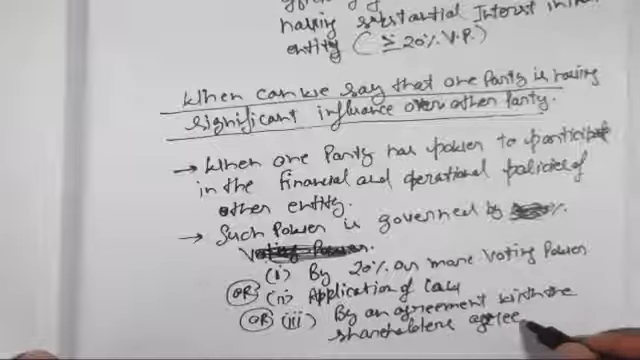 having substantial Interest in
entity (≥ 20% V.P.)
When can we say that one Party is having
significant influence over other Party.
→ When one Party has power to participate
in the financial and operational policies of
other entity.
→ Such Power is governed by
(i) By 20% or more Voting Power
OR (ii) Application of Law
OR (iii) By an agreement with the
shareholders agree